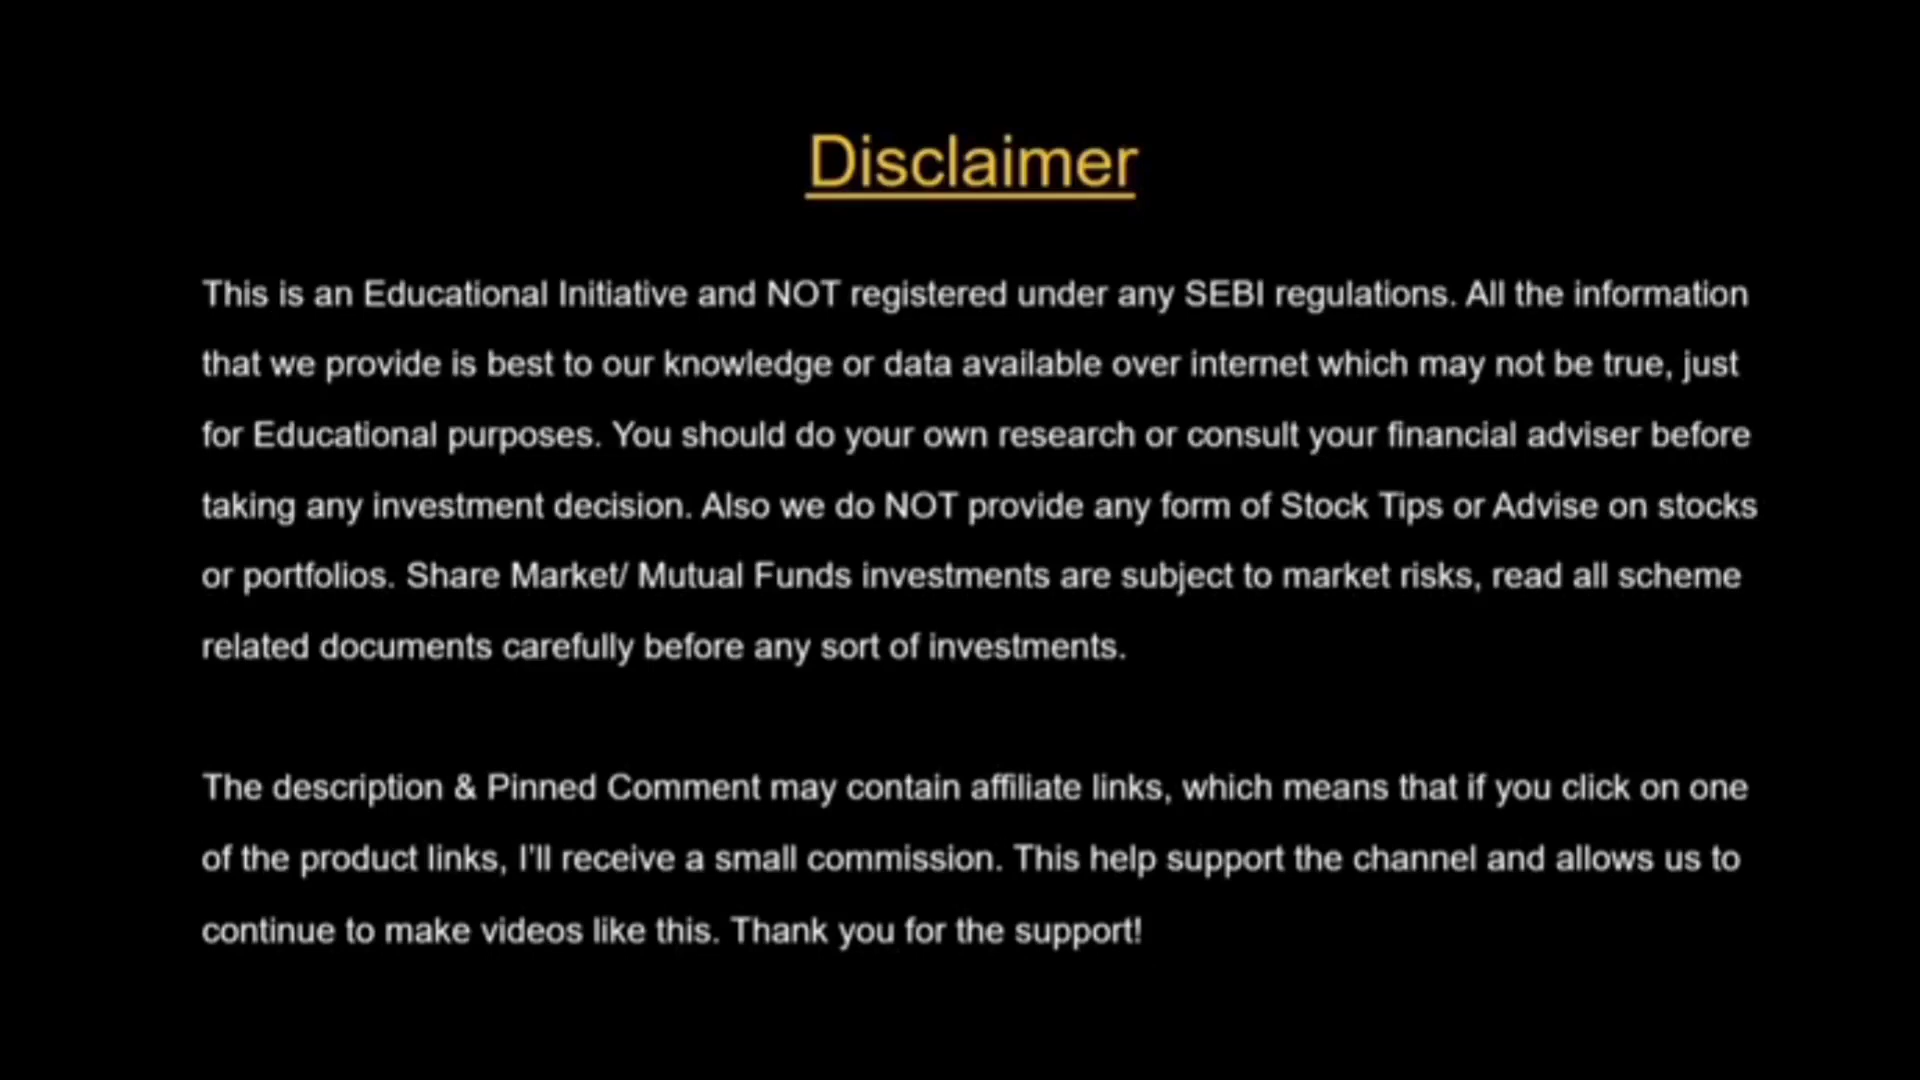 Disclaimer
This is an Educational Initiative and NOT registered under any SEBI regulations. All the information
that we provide is best to our knowledge or data available over internet which may not be true, just
for Educational purposes. You should do your own research or consult your financial adviser before
taking any investment decision. Also we do NOT provide any form of Stock Tips or Advise on stocks
or portfolios. Share Market/ Mutual Funds investments are subject to market risks, read all scheme
related documents carefully before any sort of investments.
The description & Pinned Comment may contain affiliate links, which means that if you click on one
of the product links, I’ll receive a small commission. This help support the channel and allows us to
continue to make videos like this. Thank you for the support!